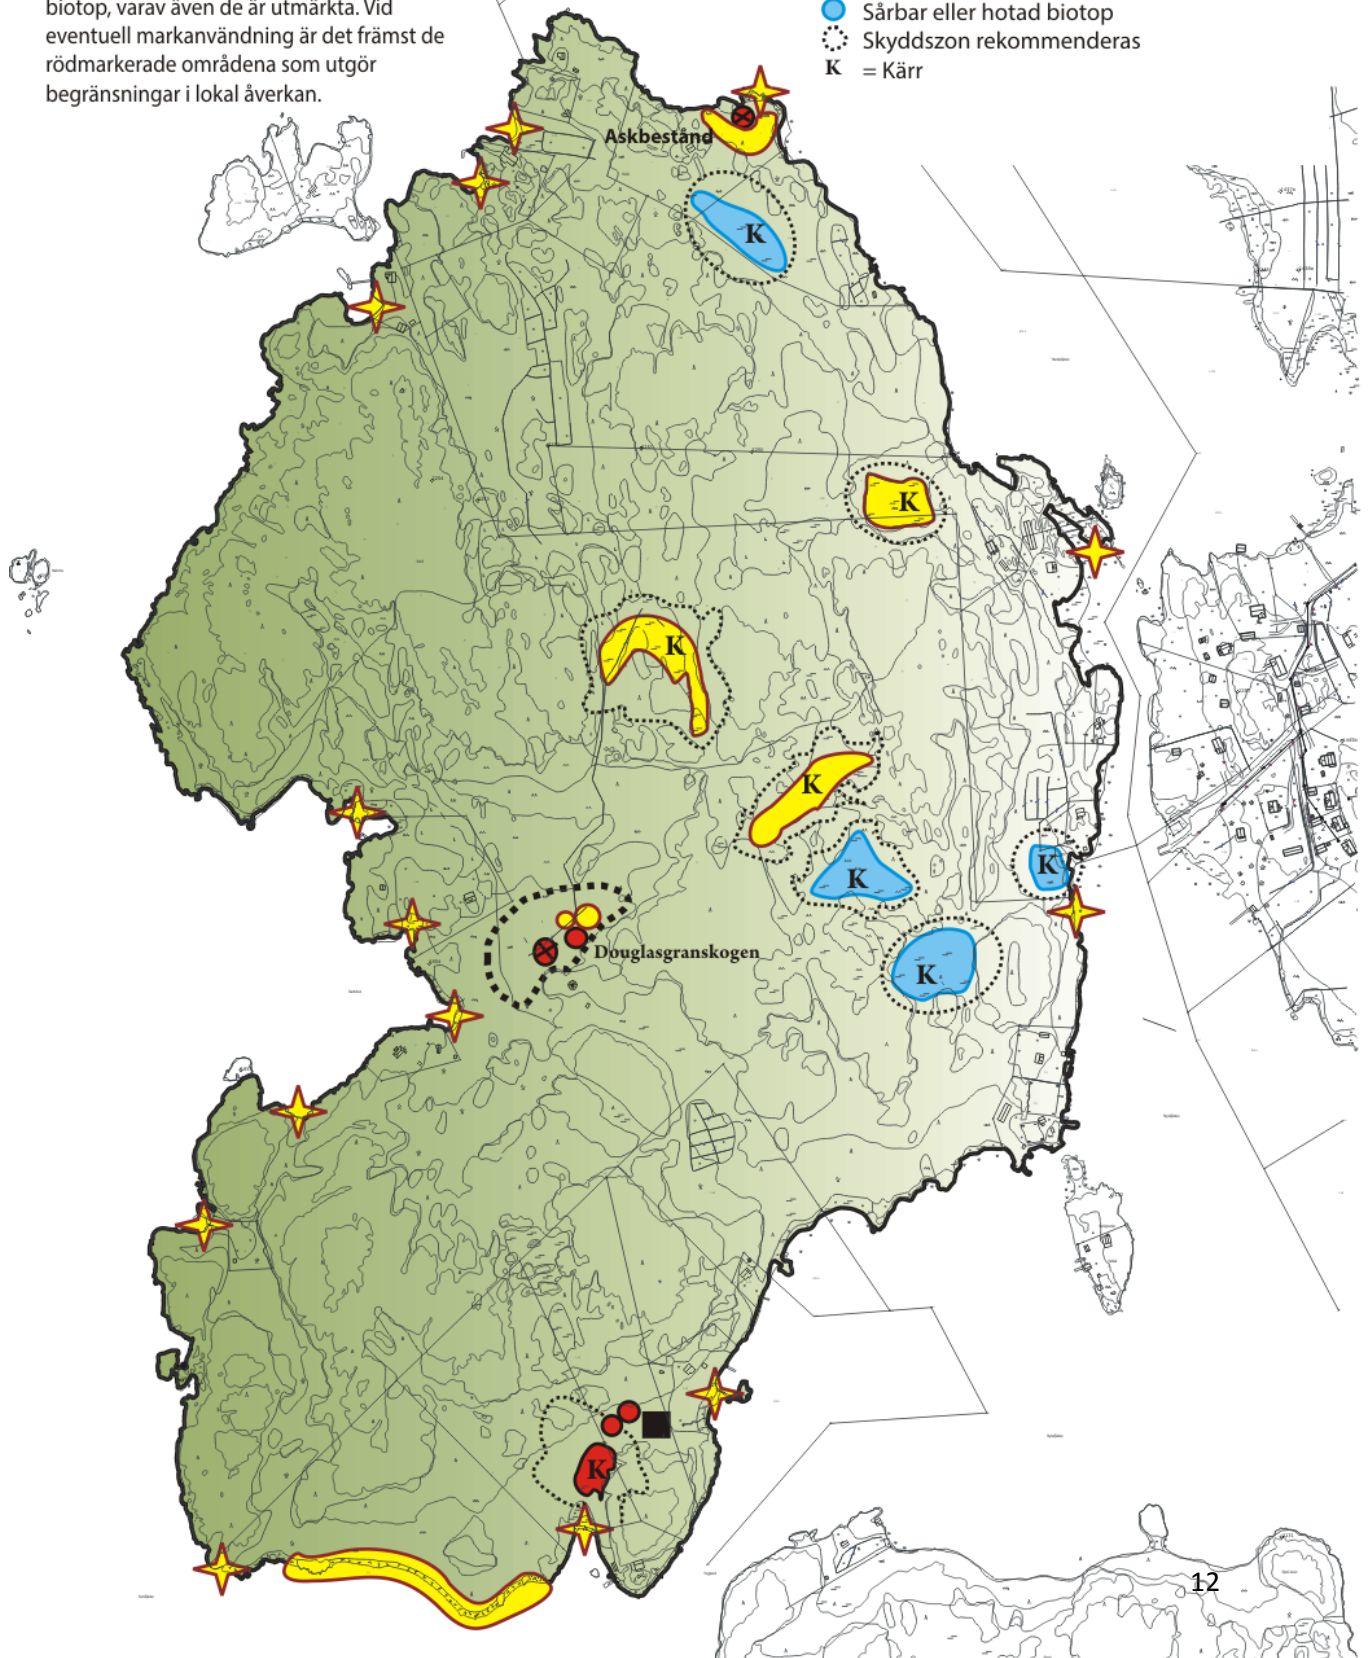 biotop, varav även de är utmärkta. Vid
eventuell markanvändning är det främst de
rödmarkerade områdena som utgör
begränsningar i lokal åverkan.
Sårbar eller hotad biotop
Skyddszon rekommenderas
K = Kärr
Askbestånd
K
K
K
K
K
K
K
Douglasgranskogen
K
12